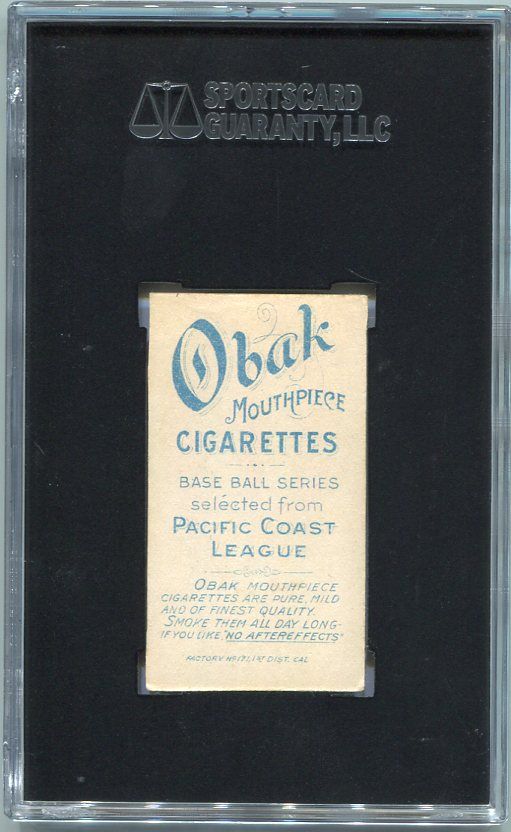 SPORTSCARD
GUARANTY, LLC
Obak
MOUTHPIECE
CIGARETTES
BASE BALL SERIES
selected from
PACIFIC COAST
LEAGUE
OBAK MOUTHPIECE
CIGARETTES ARE PURE, MILD
AND OF FINEST QUALITY.
SMOKE THEM ALL DAY LONG-
IF YOU LIKE, "NO AFTEREFFECTS"
FACTORY Nº 171, 1ST DIST. CAL